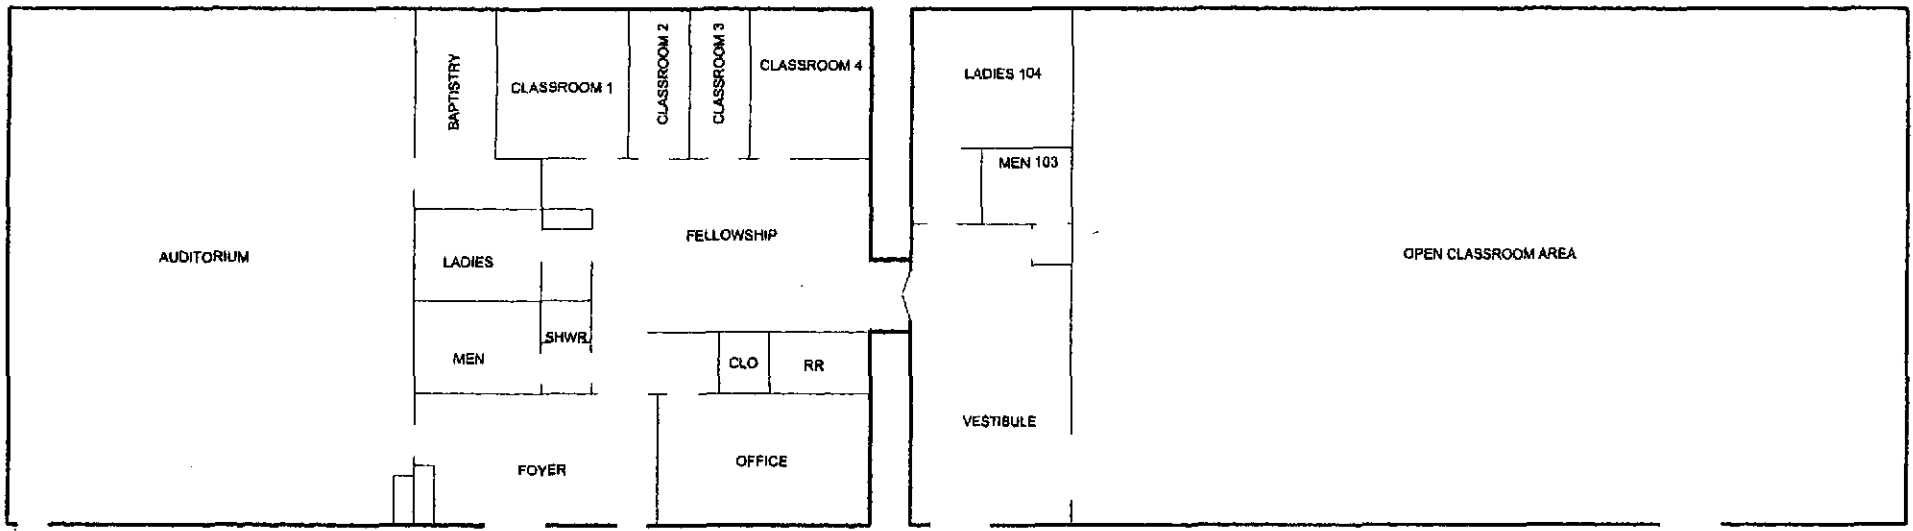 AUDITORIUM
BAPTISTRY
CLASSROOM 1
CLASSROOM 2
CLASSROOM 3
CLASSROOM 4
LADIES
MEN
SHWR
FELLOWSHIP
CLO
RR
FOYER
OFFICE
LADIES 104
MEN 103
VESTIBULE
OPEN CLASSROOM AREA